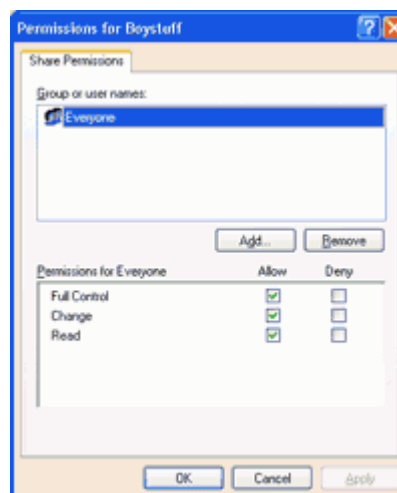 Permissions for Boystuff
Share Permissions
Group or user names:
Everyone
Add... Remove
Permissions for Everyone Allow Deny
Full Control
Change
Read
OK Cancel Apply